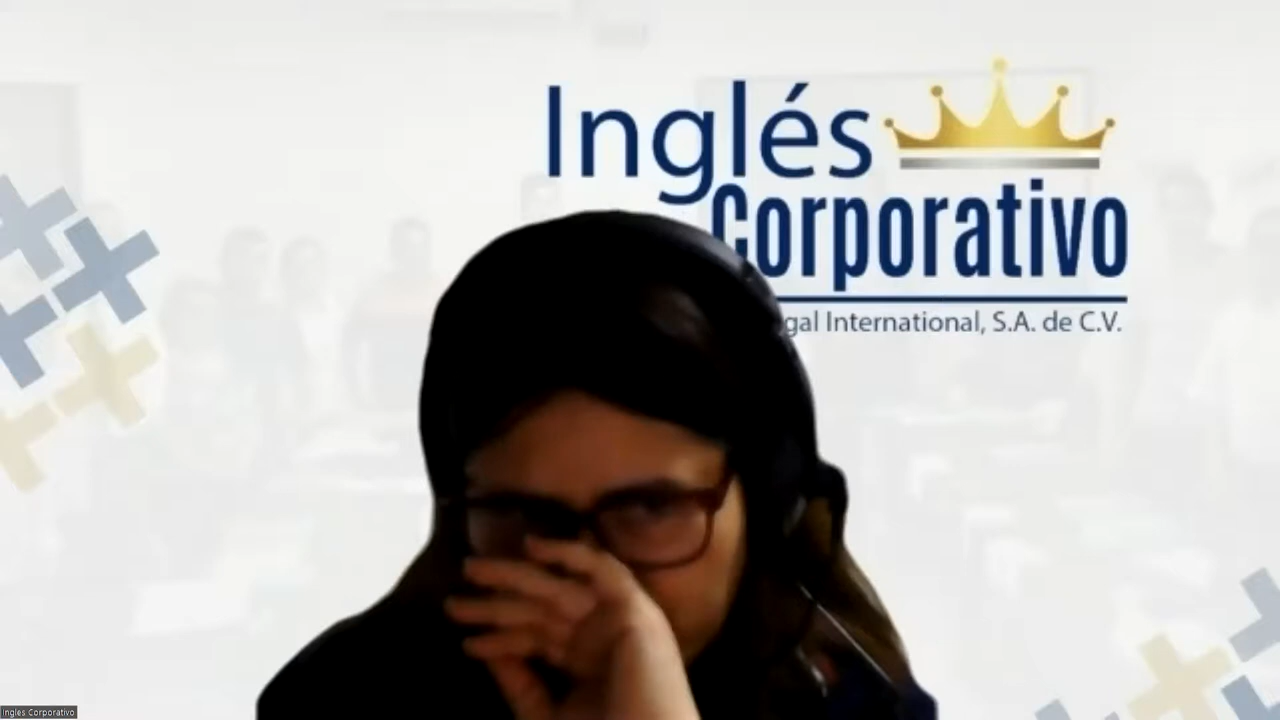 Inglés
Corporativo
gal International, S.A. de C.V.
Ingles Corporativo